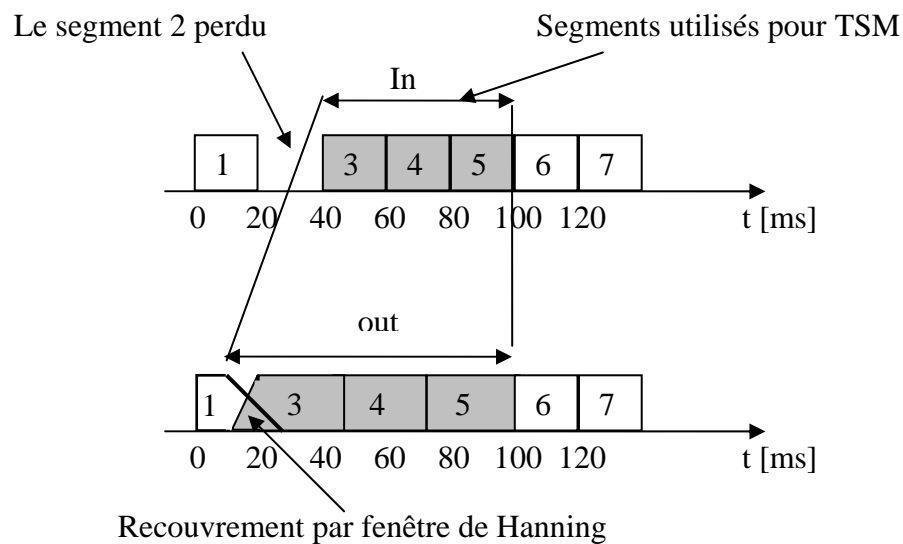 Le segment 2 perdu
Segments utilisés pour TSM
In
1 3 4 5 6 7
0 20 40 60 80 100 120 t [ms]
out
1 3 4 5 6 7
0 20 40 60 80 100 120 t [ms]
Recouvrement par fenêtre de Hanning